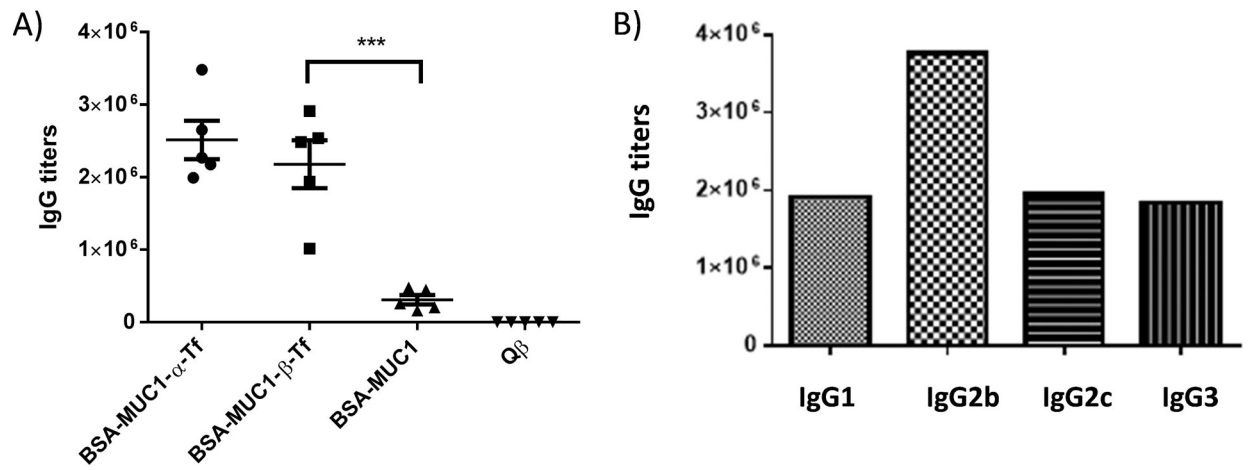 A)
IgG titers
4×10⁶
3×10⁶
2×10⁶
1×10⁶
0
***
BSA-MUC1-α-Tf
BSA-MUC1-β-Tf
BSA-MUC1
Qβ
B)
IgG titers
4×10⁶
3×10⁶
2×10⁶
1×10⁶
0
IgG1
IgG2b
IgG2c
IgG3